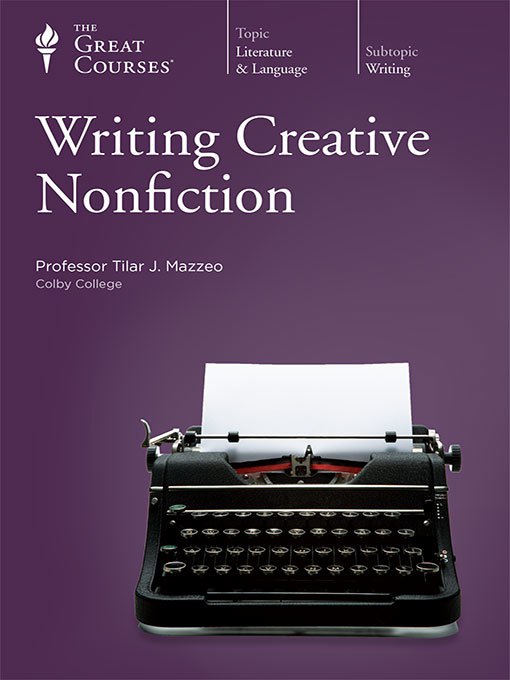 THE
GREAT
COURSES®
Topic
Literature
& Language
Subtopic
Writing
Writing Creative
Nonfiction
Professor Tilar J. Mazzeo
Colby College